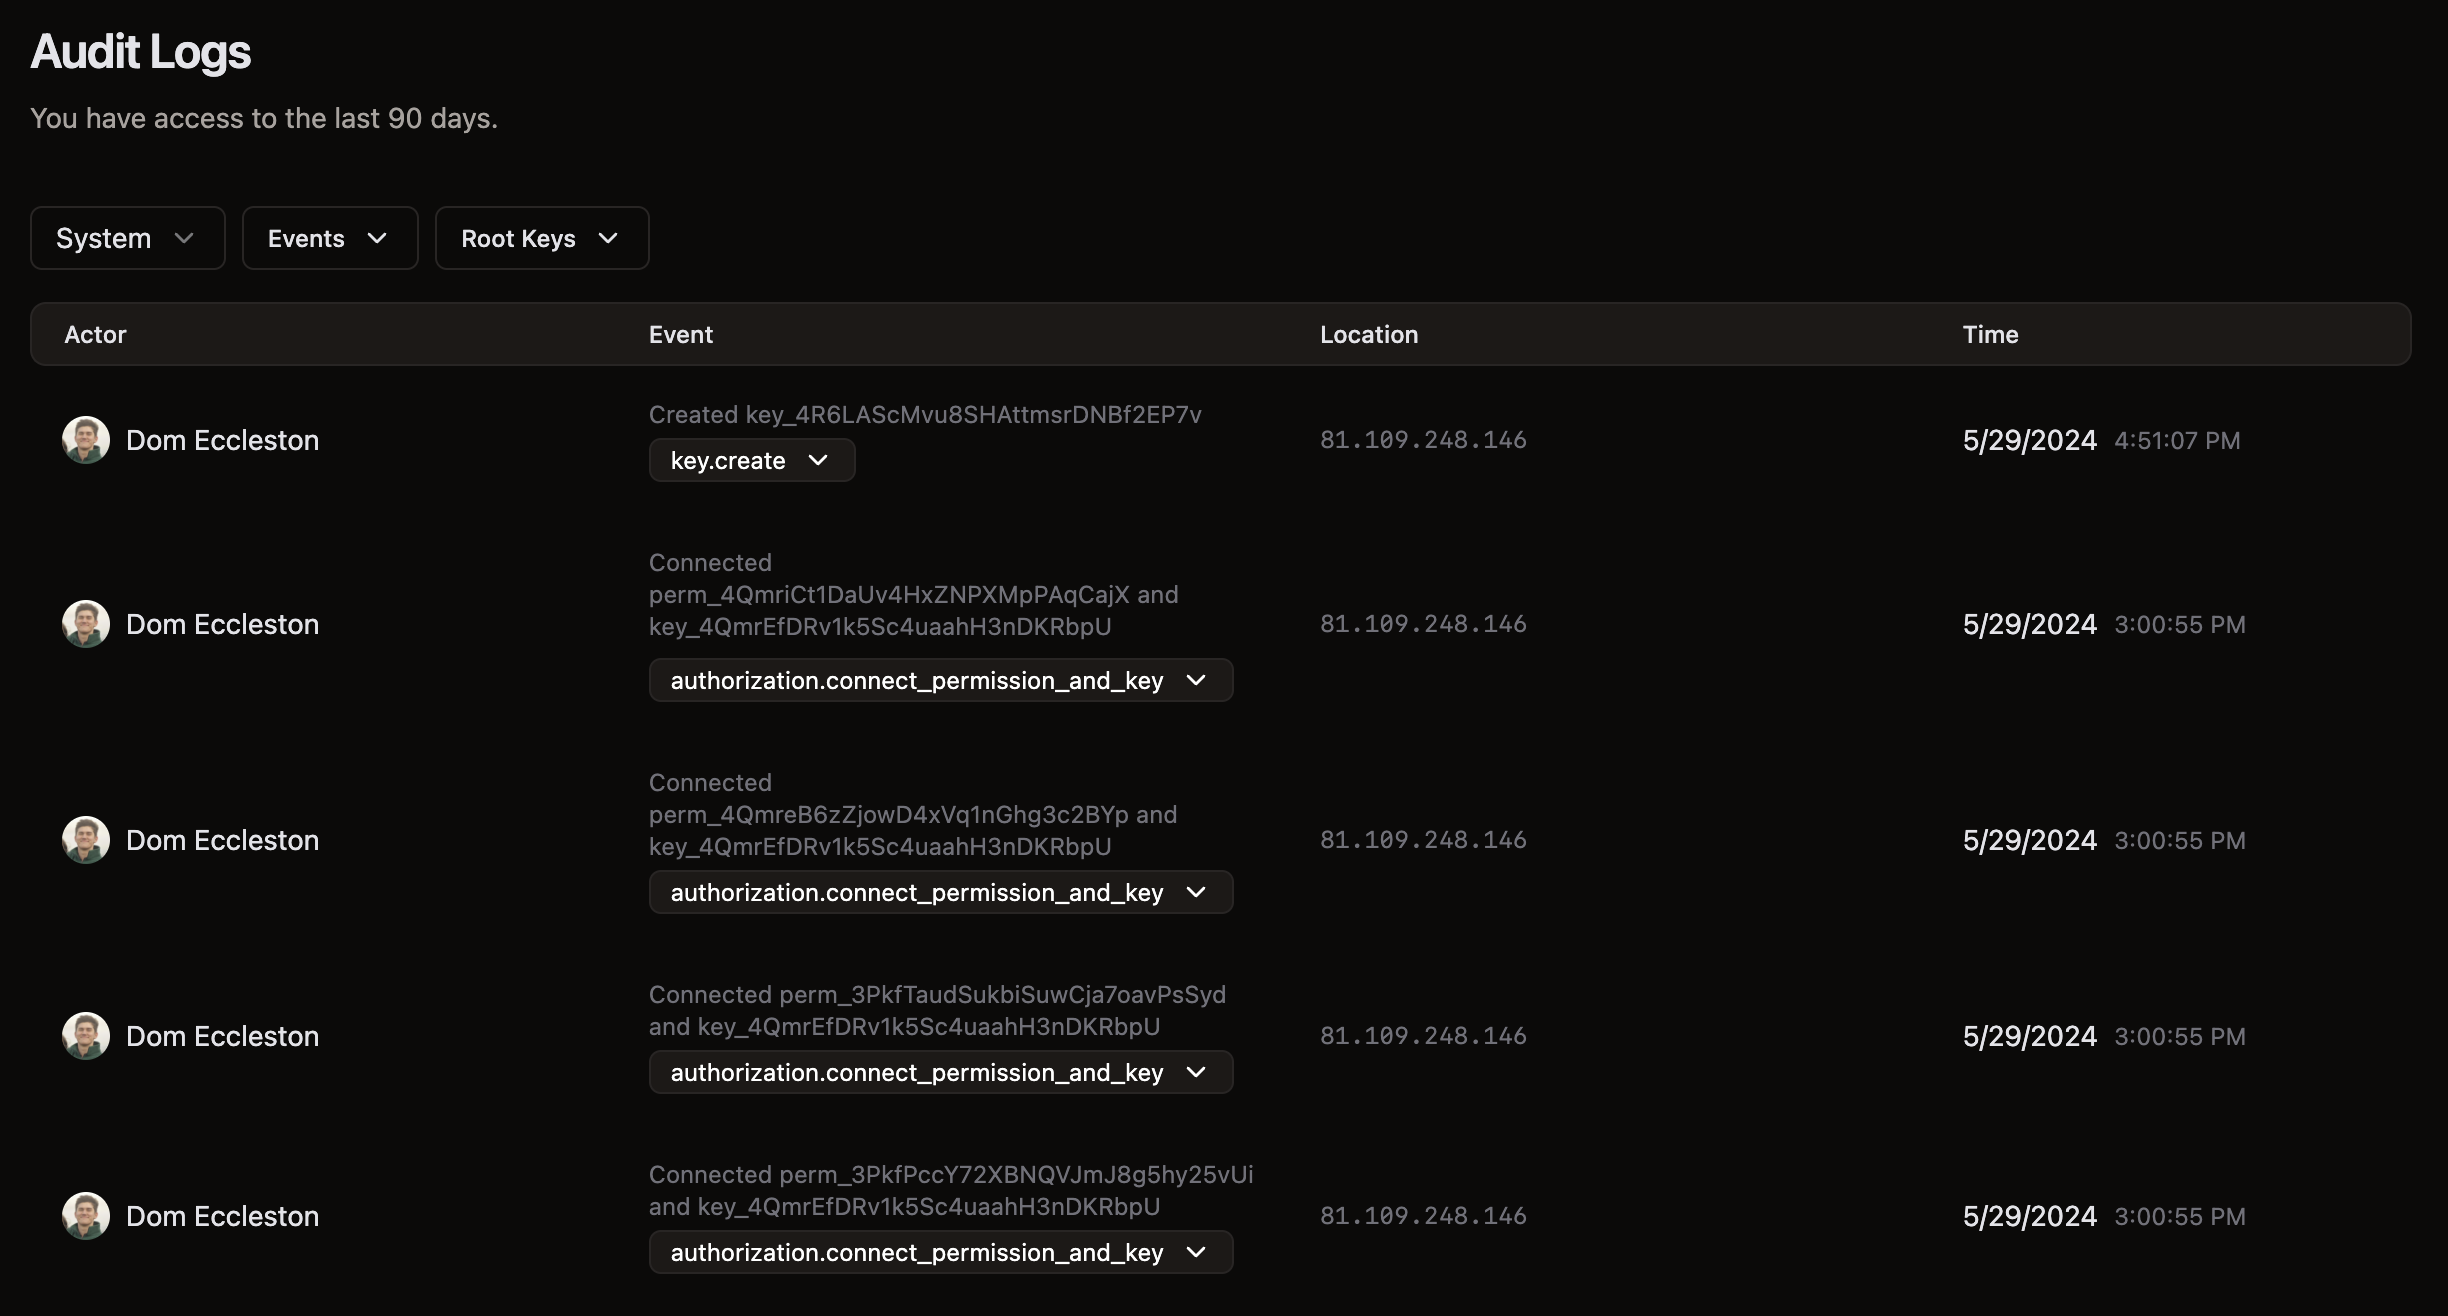 Audit Logs
You have access to the last 90 days.
System
Events
Root Keys
Actor
Event
Location
Time
Dom Eccleston
Created key_4R6LAScMvu8SHAttmsrDNBf2EP7v
key.create
81.109.248.146
5/29/2024 4:51:07 PM
Dom Eccleston
Connected
perm_4QmriCt1DaUv4HxZNPXMpPAqCajX and
key_4QmrEfDRv1k5Sc4uaahH3nDKRbpU
authorization.connect_permission_and_key
81.109.248.146
5/29/2024 3:00:55 PM
Dom Eccleston
Connected
perm_4QmreB6zZjowD4xVq1nGhg3c2BYp and
key_4QmrEfDRv1k5Sc4uaahH3nDKRbpU
authorization.connect_permission_and_key
81.109.248.146
5/29/2024 3:00:55 PM
Dom Eccleston
Connected perm_3PkfTaudSukbiSuwCja7oavPsSyd
and key_4QmrEfDRv1k5Sc4uaahH3nDKRbpU
authorization.connect_permission_and_key
81.109.248.146
5/29/2024 3:00:55 PM
Dom Eccleston
Connected perm_3PkfPccY72XBNQVJmJ8g5hy25vUi
and key_4QmrEfDRv1k5Sc4uaahH3nDKRbpU
authorization.connect_permission_and_key
81.109.248.146
5/29/2024 3:00:55 PM